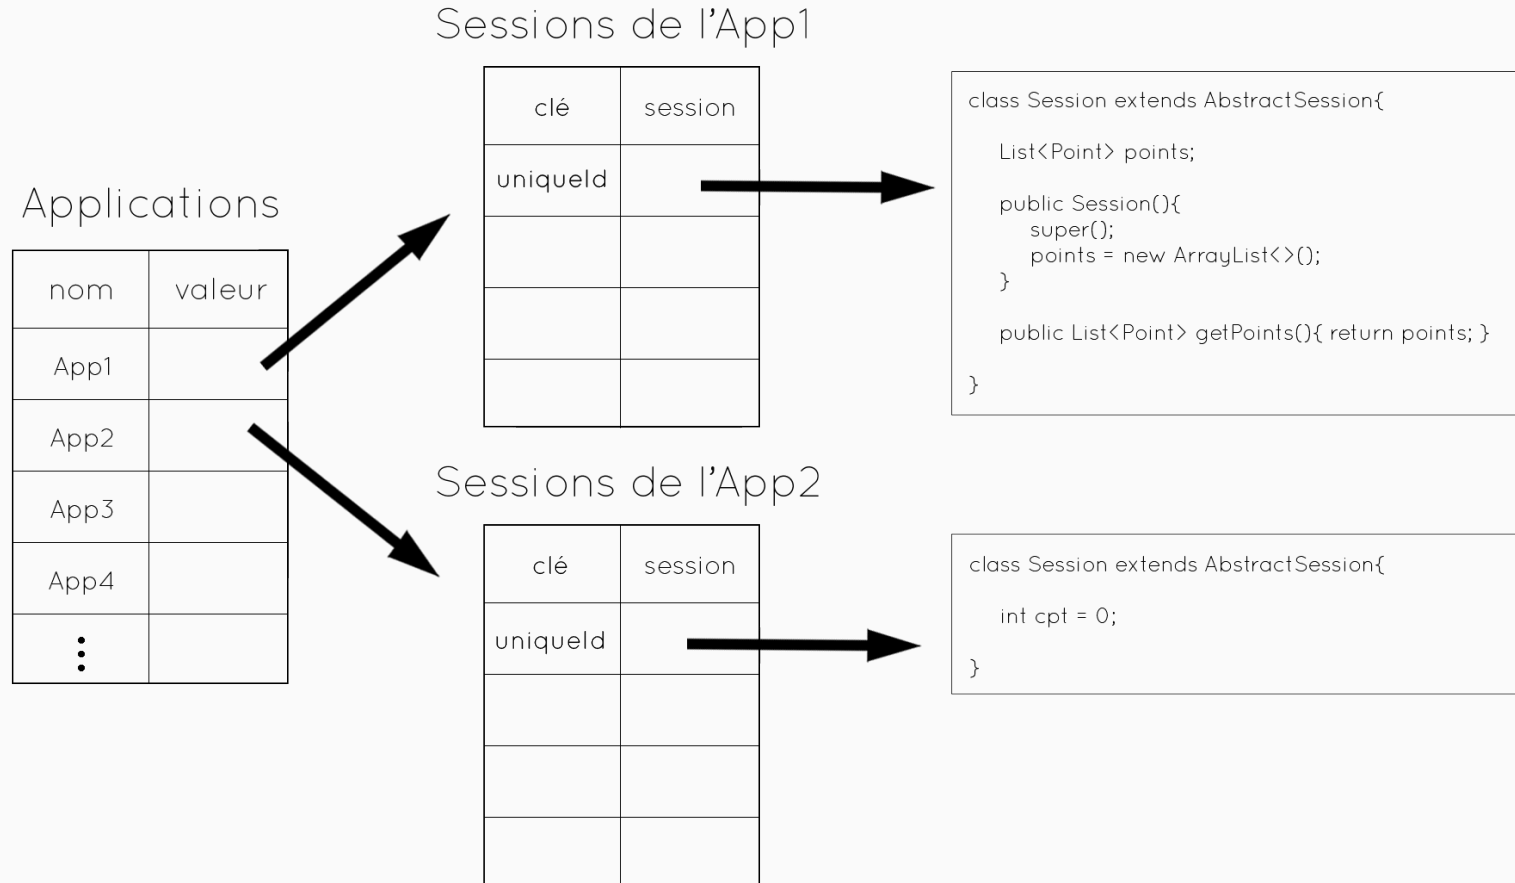 Applications
nom valeur
App1
App2
App3
App4
Sessions de l'App1
clé session
uniqueId
class Session extends AbstractSession{
List<Point> points;
public Session(){
super();
points = new ArrayList<>();
}
public List<Point> getPoints(){ return points; }
}
Sessions de l'App2
clé session
uniqueId
class Session extends AbstractSession{
int cpt = 0;
}